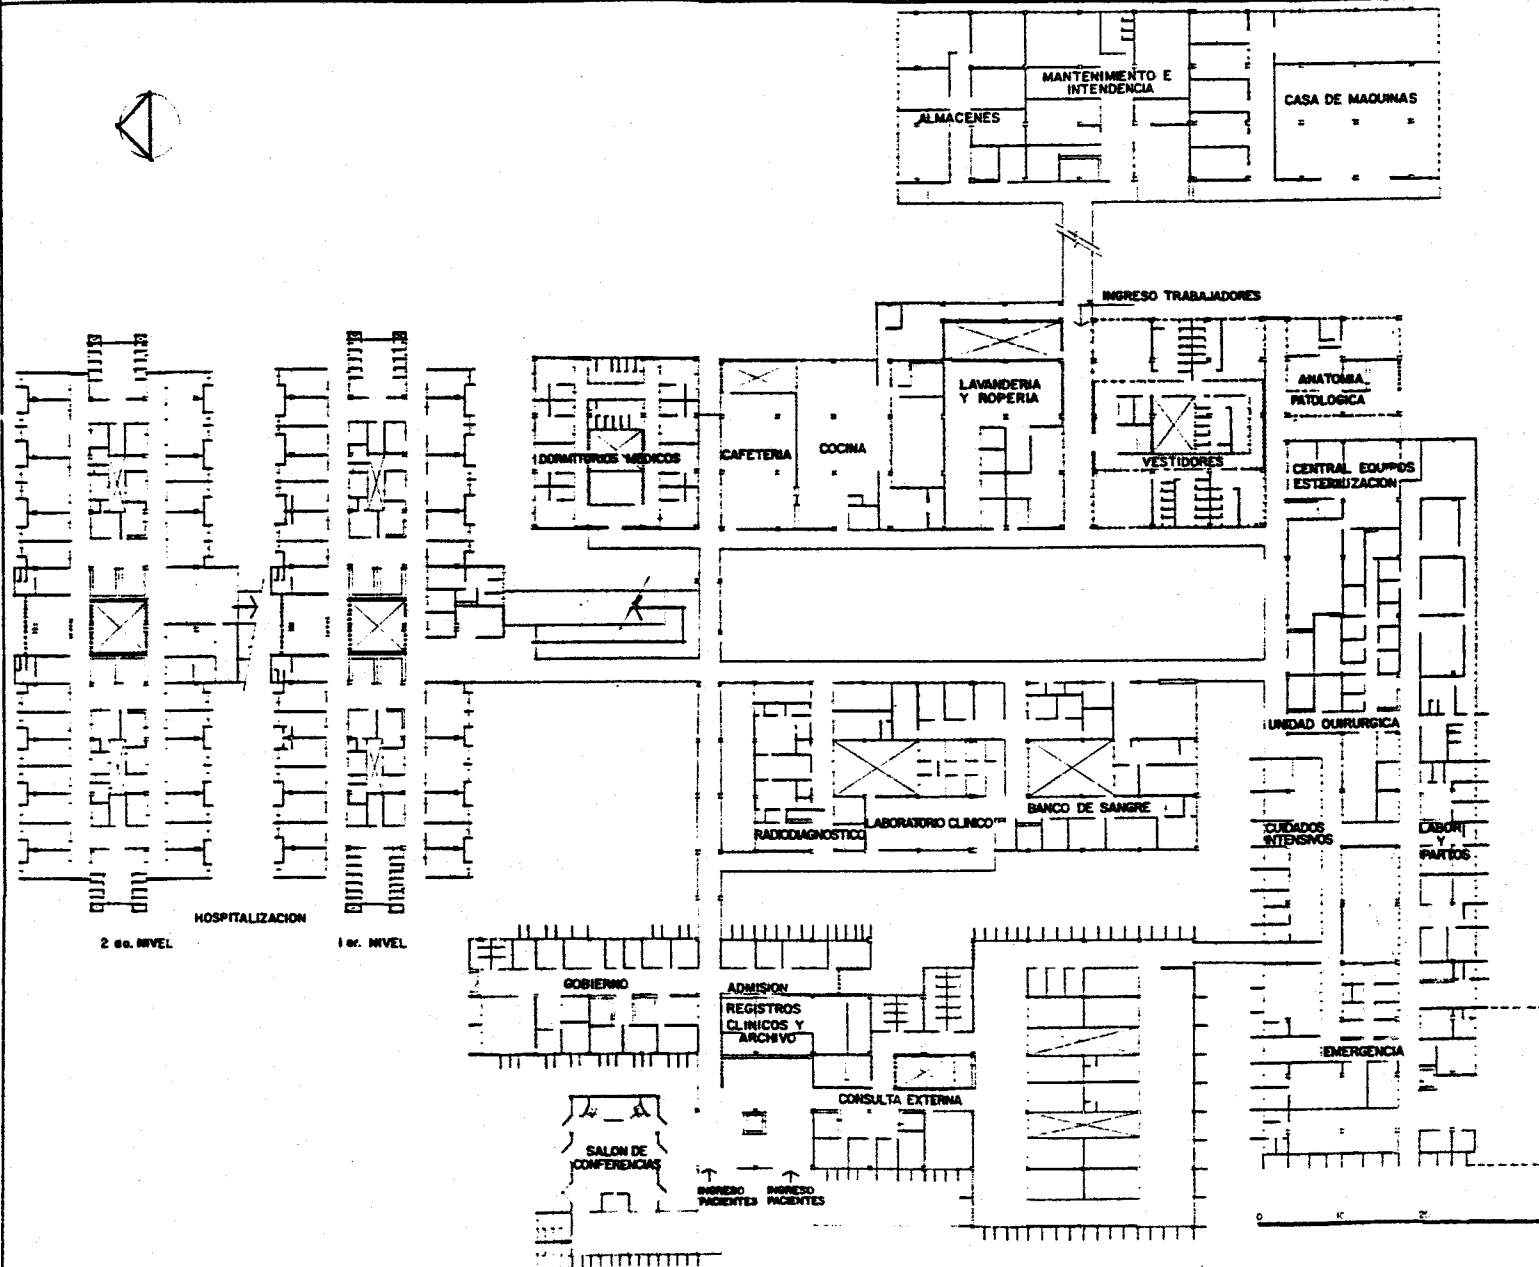 MANTENIMIENTO E
INTENDENCIA
CASA DE MAQUINAS
ALMACENES
INGRESO TRABAJADORES
LAVANDERIA
Y ROPERIA
ANATOMIA
PATOLOGICA
DORMITORIOS MEDICOS
CAFETERIA
COCINA
VESTIDORES
CENTRAL EQUIPOS
ESTERILIZACION
UNIDAD QUIRURGICA
RADIODIAGNOSTICO
LABORATORIO CLINICO
BANCO DE SANGRE
CUIDADOS
INTENSIVOS
LABOR
Y
PARTOS
HOSPITALIZACION
2 do. NIVEL
1 er. NIVEL
GOBIERNO
ADMISION
REGISTROS
CLINICOS Y
ARCHIVO
EMERGENCIA
CONSULTA EXTERNA
SALON DE
CONFERENCIAS
INGRESO
PACIENTES
INGRESO
PACIENTES
0 10